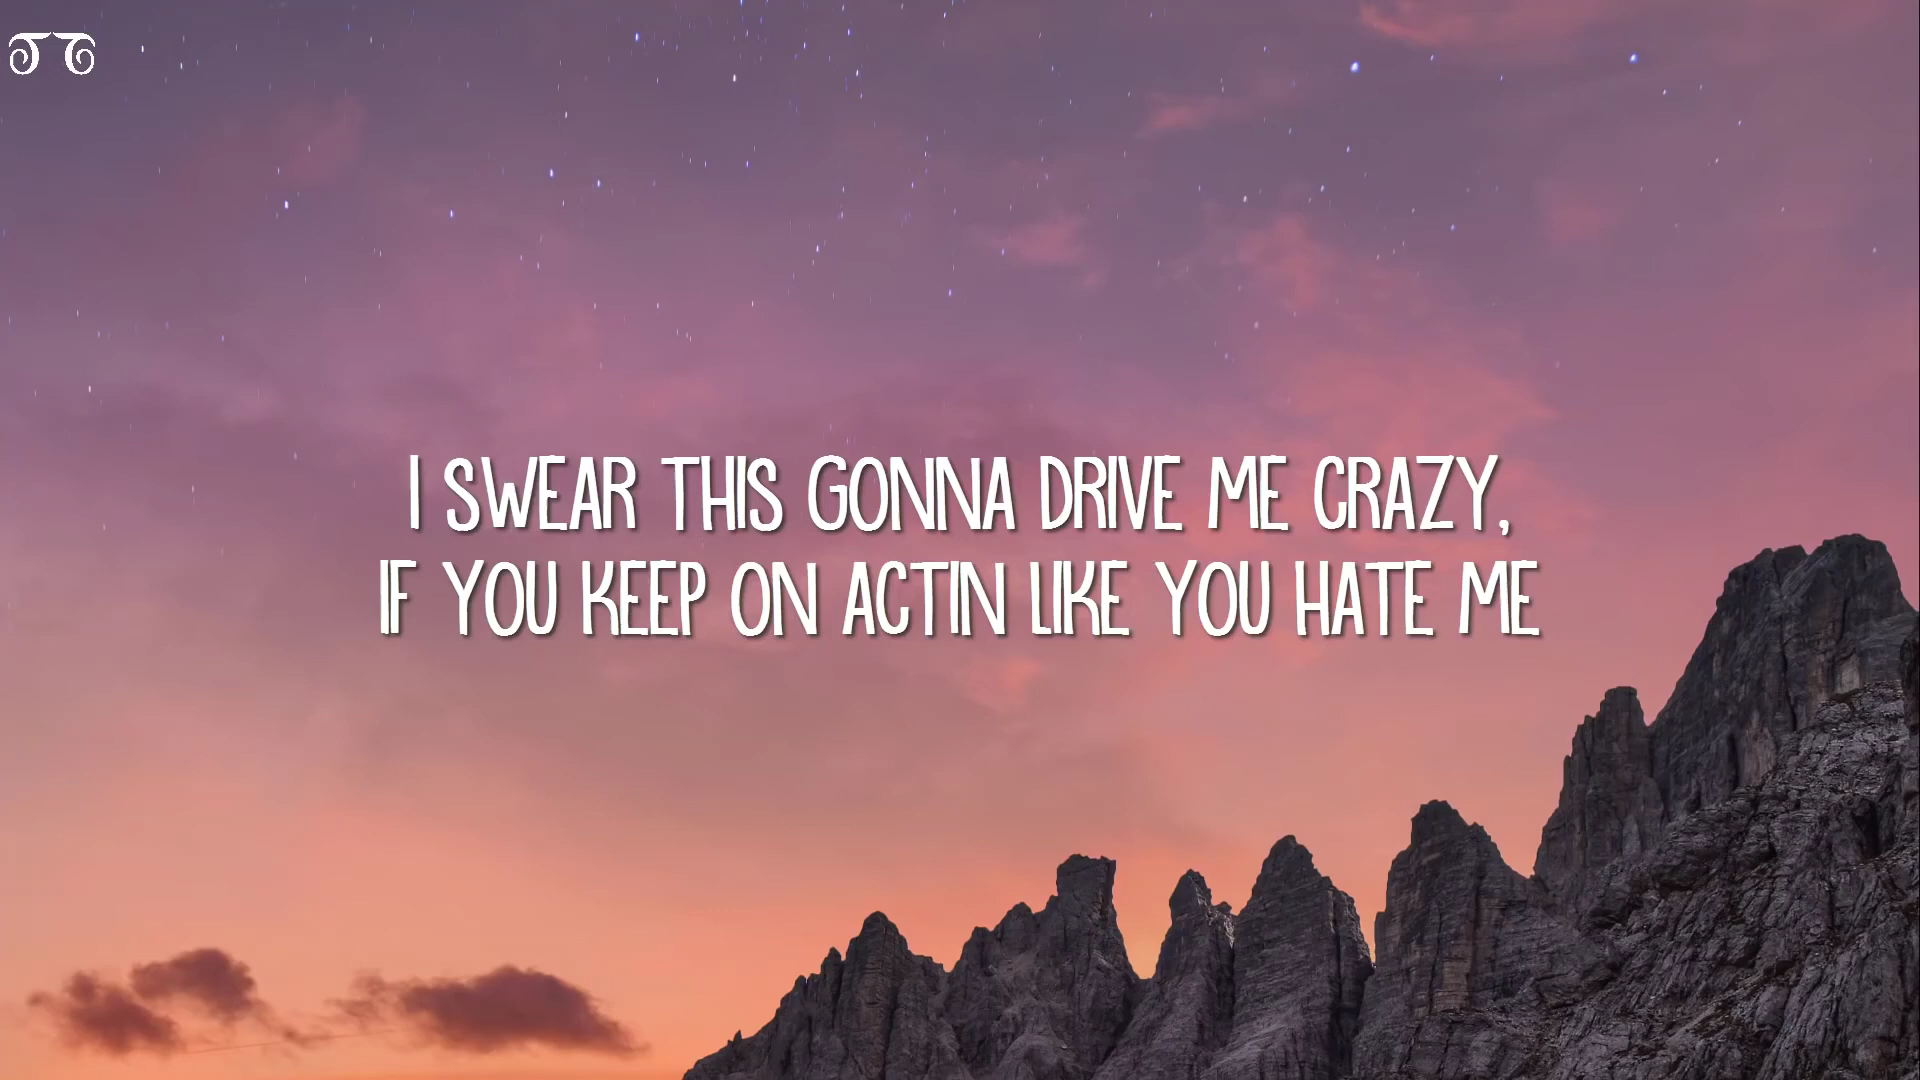 I SWEAR THIS GONNA DRIVE ME CRAZY,
IF YOU KEEP ON ACTIN LIKE YOU HATE ME